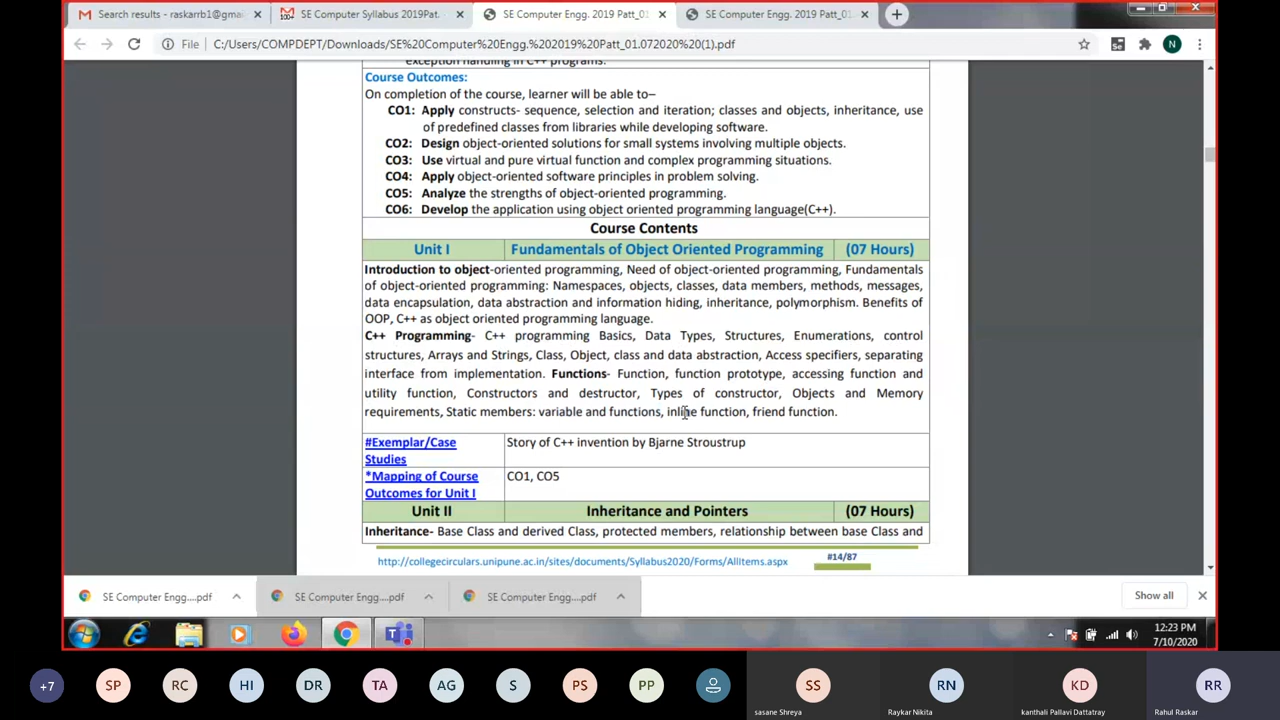 Search results - raskarrb1@gmai
SE Computer Syllabus 2019Pat.
SE Computer Engg. 2019 Patt_01.
SE Computer Engg. 2019 Patt_01.
File
C:/Users/COMPDEPT/Downloads/SE%20Computer%20Engg.%202019%20Patt_01.072020%20(1).pdf
Se
N
exception handling in C++ programs.
Course Outcomes:
On completion of the course, learner will be able to–
CO1: Apply constructs- sequence, selection and iteration; classes and objects, inheritance, use
of predefined classes from libraries while developing software.
CO2: Design object-oriented solutions for small systems involving multiple objects.
CO3: Use virtual and pure virtual function and complex programming situations.
CO4: Apply object-oriented software principles in problem solving.
CO5: Analyze the strengths of object-oriented programming.
CO6: Develop the application using object oriented programming language(C++).
Course Contents
Unit I Fundamentals of Object Oriented Programming (07 Hours)
Introduction to object-oriented programming, Need of object-oriented programming, Fundamentals
of object-oriented programming: Namespaces, objects, classes, data members, methods, messages,
data encapsulation, data abstraction and information hiding, inheritance, polymorphism. Benefits of
OOP, C++ as object oriented programming language.
C++ Programming- C++ programming Basics, Data Types, Structures, Enumerations, control
structures, Arrays and Strings, Class, Object, class and data abstraction, Access specifiers, separating
interface from implementation. Functions- Function, function prototype, accessing function and
utility function, Constructors and destructor, Types of constructor, Objects and Memory
requirements, Static members: variable and functions, inline function, friend function.
#Exemplar/Case Story of C++ invention by Bjarne Stroustrup
Studies
*Mapping of Course CO1, CO5
Outcomes for Unit I
Unit II Inheritance and Pointers (07 Hours)
Inheritance- Base Class and derived Class, protected members, relationship between base Class and
http://collegecirculars.unipune.ac.in/sites/documents/Syllabus2020/Forms/AllItems.aspx
#14/87
SE Computer Engg....pdf
SE Computer Engg....pdf
SE Computer Engg....pdf
Show all
12:23 PM
7/10/2020
+7
SP
RC
HI
DR
TA
AG
S
PS
PP
SS
RN
KD
RR
sasane Shreya
Raykar Nikita
kanthali Pallavi Dattatray
Rahul Raskar